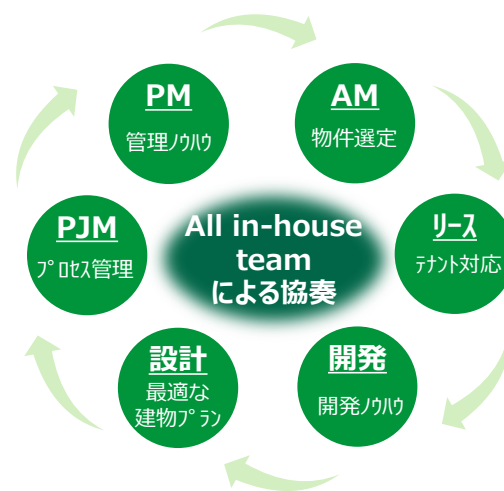 PM
管理ﾉｳﾊｳ
AM
物件選定
PJM
ﾌﾟﾛｾｽ管理
All in-house
team
による協奏
ﾘｰｽ
ﾃﾅﾝﾄ対応
設計
最適な
建物ﾌﾟﾗﾝ
開発
開発ﾉｳﾊｳ